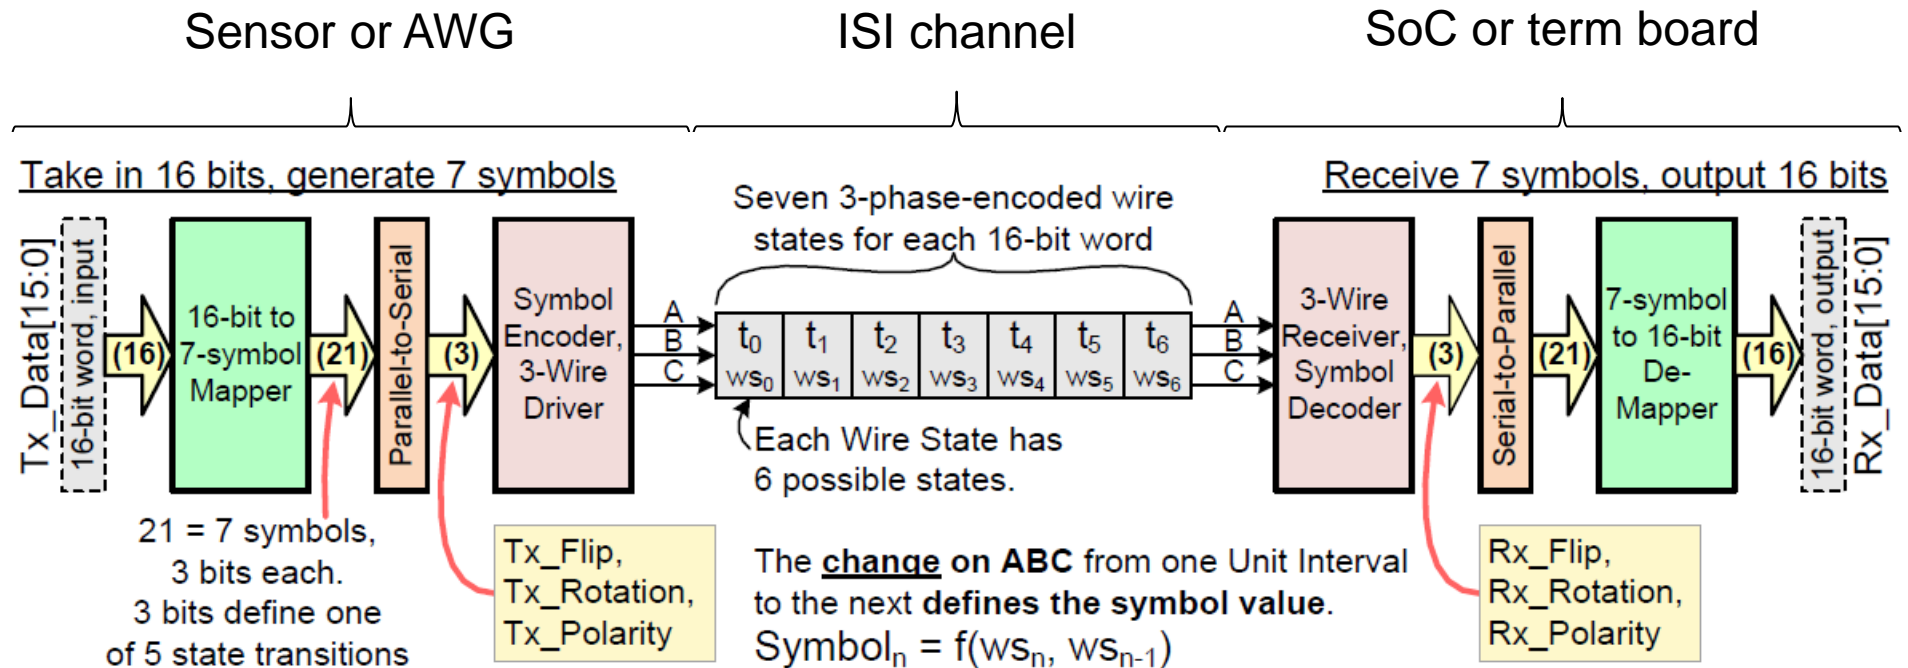 Sensor or AWG
ISI channel
SoC or term board
Take in 16 bits, generate 7 symbols
Receive 7 symbols, output 16 bits
Seven 3-phase-encoded wire
states for each 16-bit word
Tx_Data[15:0]
16-bit word, input
(16)
16-bit to
7-symbol
Mapper
(21)
Parallel-to-Serial
(3)
Symbol
Encoder,
3-Wire
Driver
A
B
C
t0 t1 t2 t3 t4 t5 t6
ws0 ws1 ws2 ws3 ws4 ws5 ws6
A
B
C
3-Wire
Receiver,
Symbol
Decoder
(3)
Serial-to-Parallel
(21)
7-symbol
to 16-bit
De-
Mapper
(16)
16-bit word, output
Rx_Data[15:0]
Each Wire State has
6 possible states.
21 = 7 symbols,
3 bits each.
3 bits define one
of 5 state transitions
Tx_Flip,
Tx_Rotation,
Tx_Polarity
The change on ABC from one Unit Interval
to the next defines the symbol value.
Symboln = f(wsn, wsn-1)
Rx_Flip,
Rx_Rotation,
Rx_Polarity